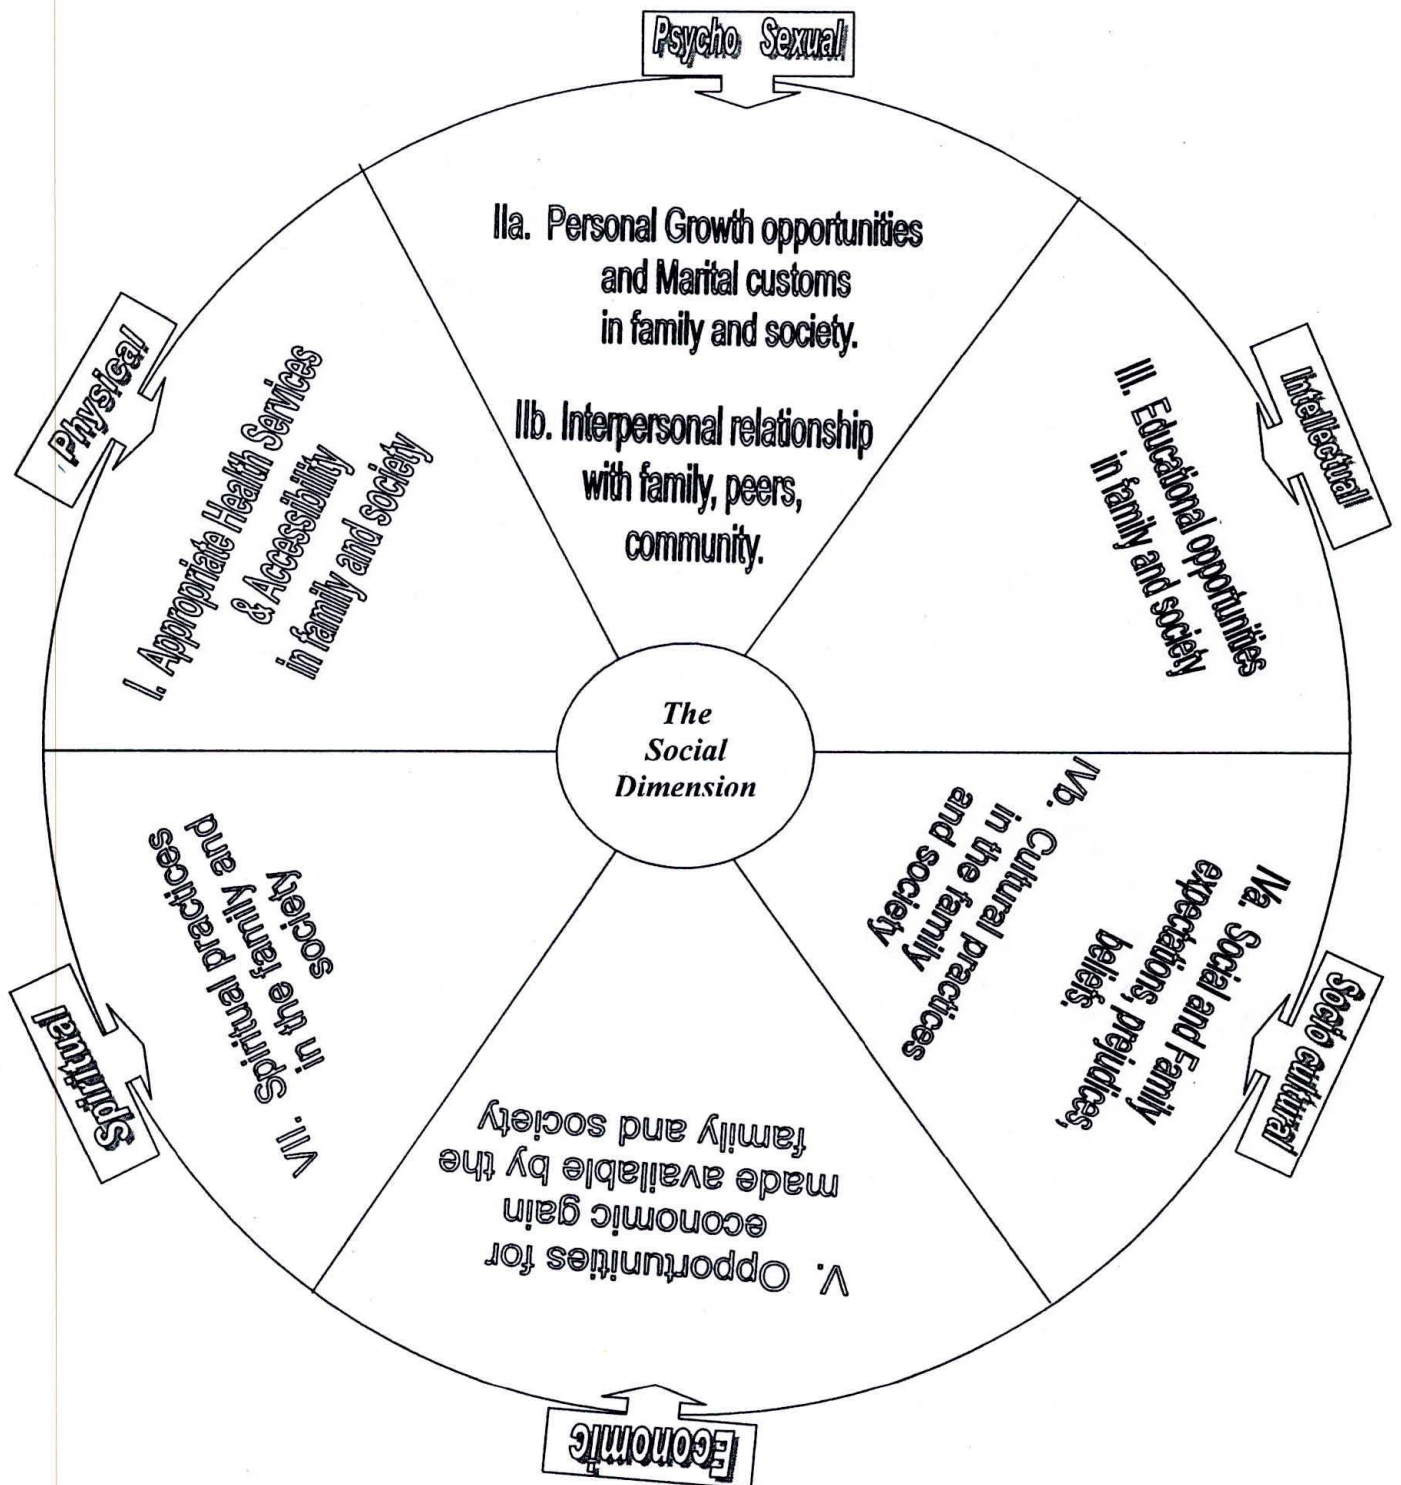 Psycho Sexual
IIa. Personal Growth opportunities
and Marital customs
in family and society.
IIb. Interpersonal relationship
with family, peers,
community.
Intellectual
III. Educational opportunities
in family and society
Socio cultural
IVa. Social and Family
expectations, prejudices,
beliefs.
IVb. Cultural practices
in the family
and society
Economic
V. Opportunities for
economic gain
made available by the
family and society
Spiritual
VII. Spiritual practices
in the family and
society
Physical
I. Appropriate Health Services
& Accessibility
in family and society
The
Social
Dimension